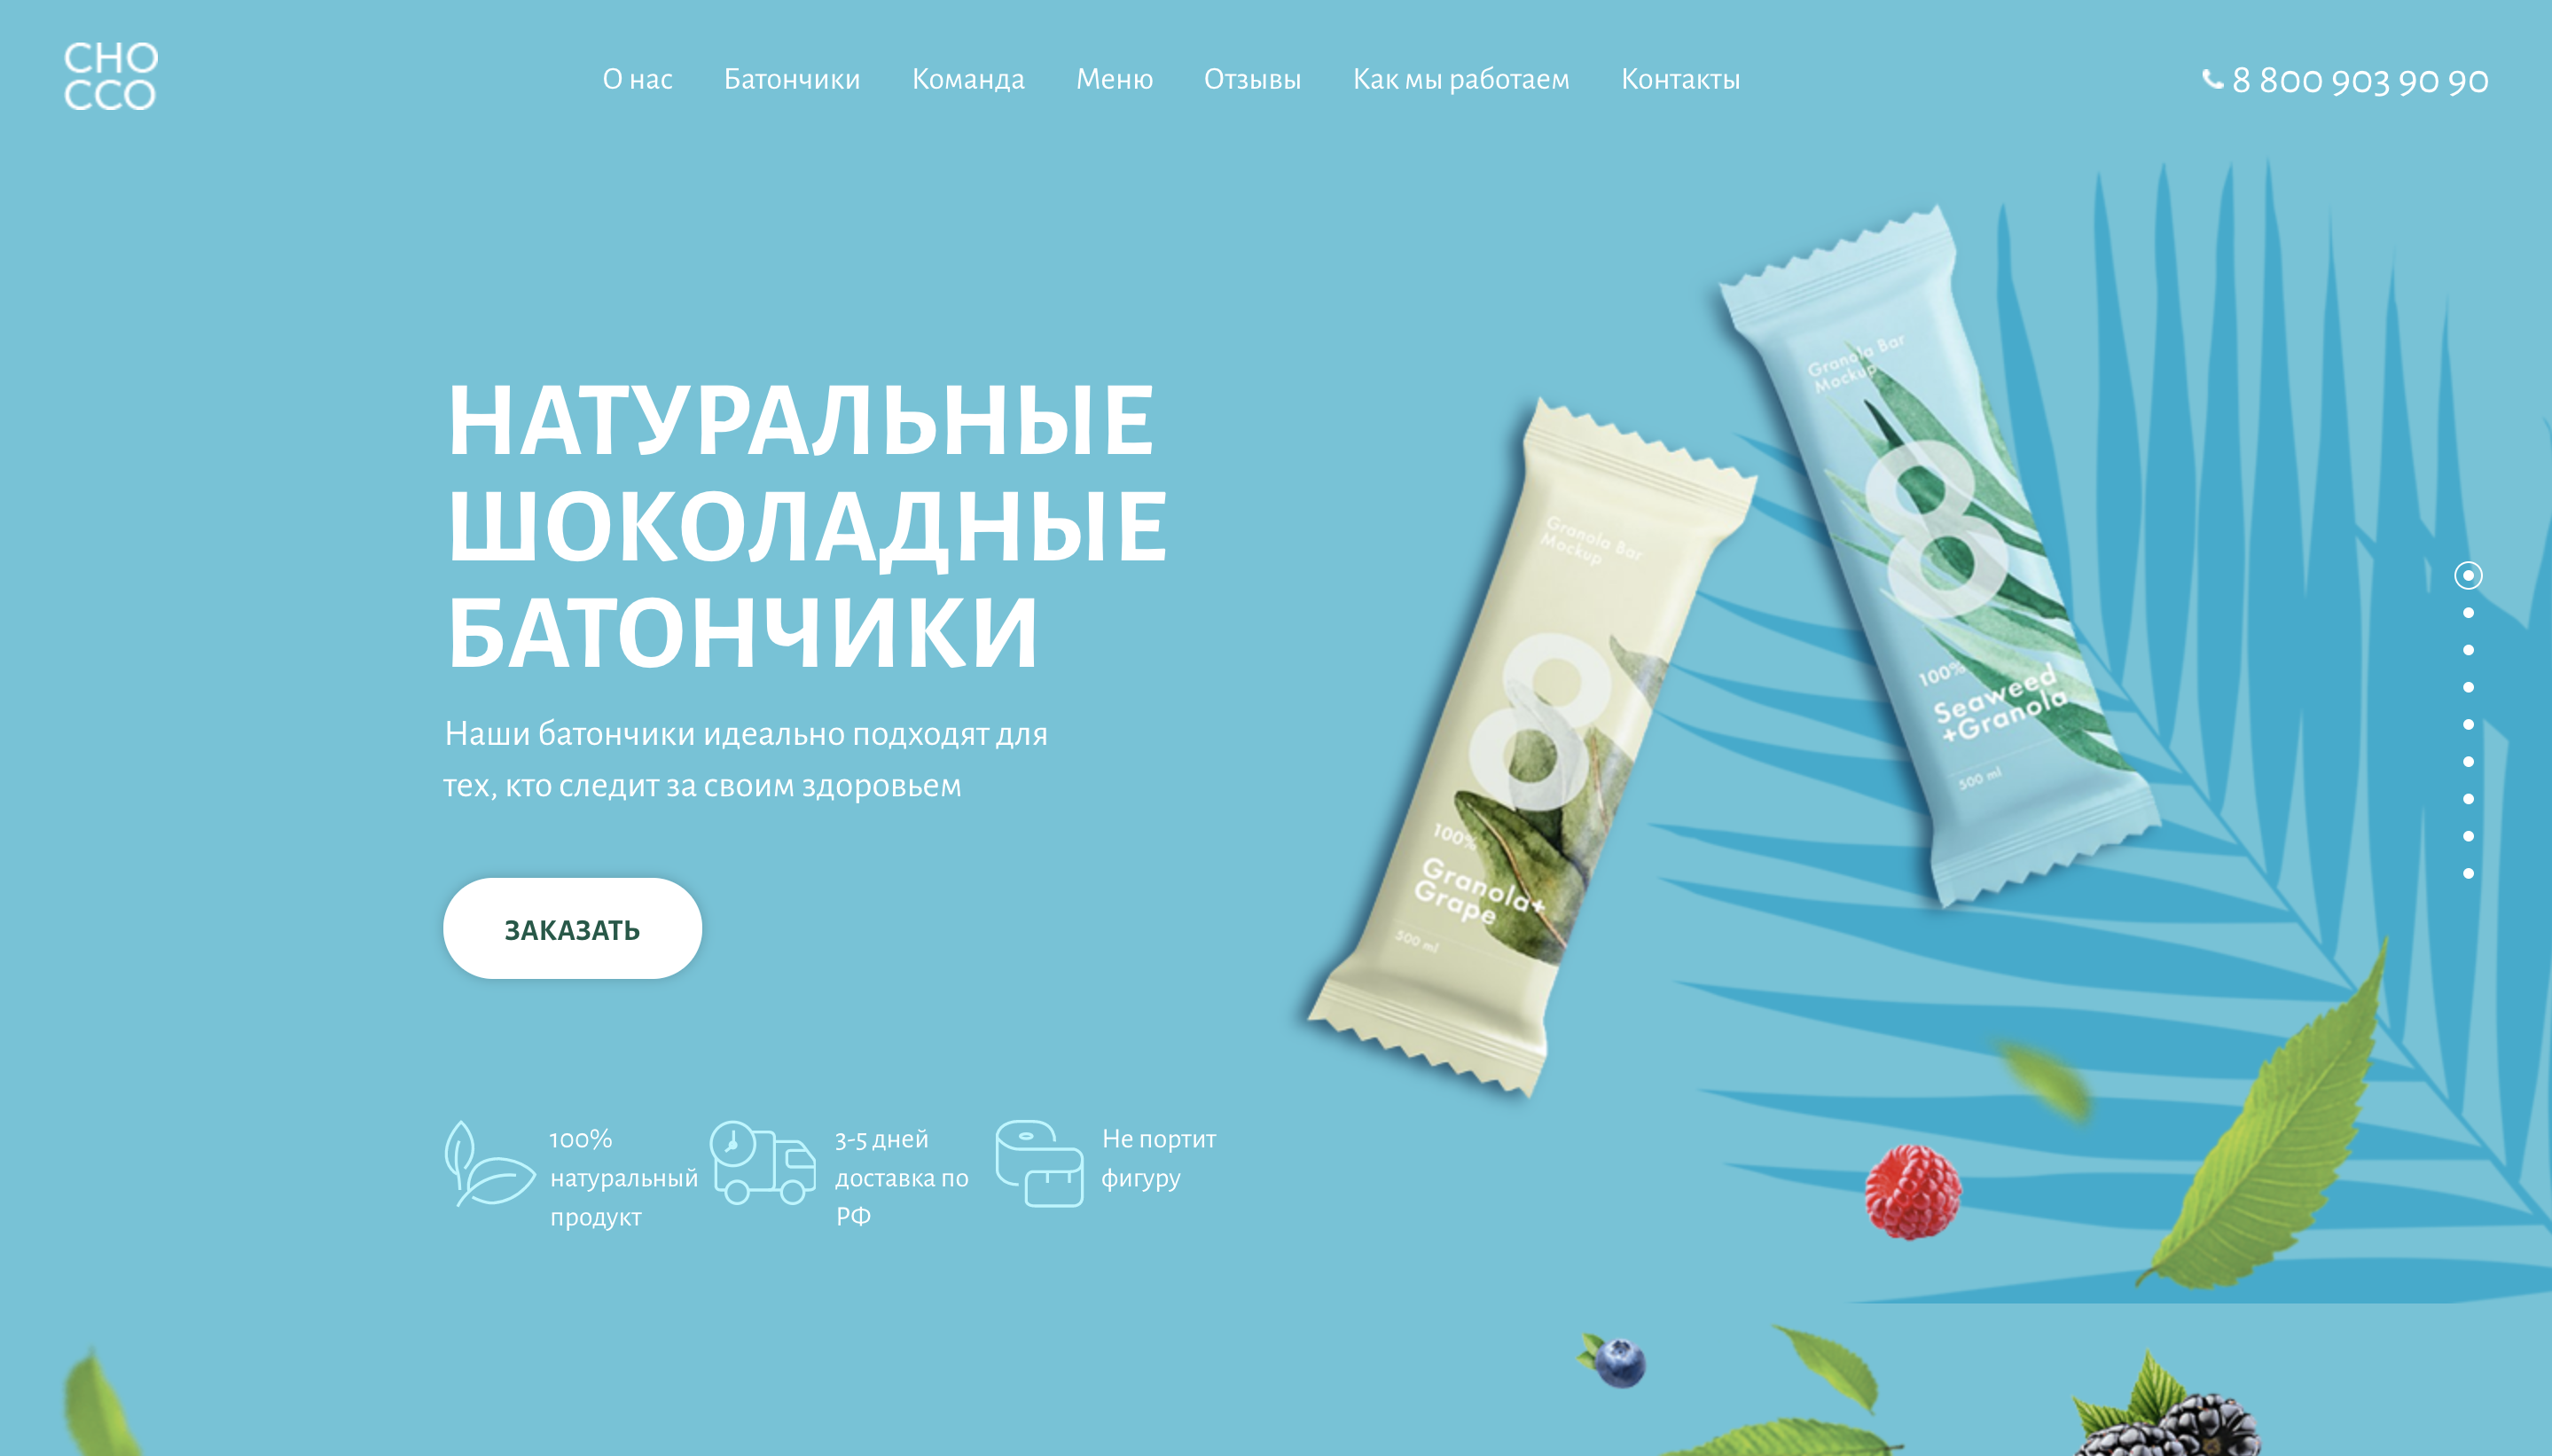 CHO
CCO
О нас
Батончики
Команда
Меню
Отзывы
Как мы работаем
Контакты
8 800 903 90 90
НАТУРАЛЬНЫЕ
ШОКОЛАДНЫЕ
БАТОНЧИКИ
Наши батончики идеально подходят для
тех, кто следит за своим здоровьем
ЗАКАЗАТЬ
100%
натуральный
продукт
3-5 дней
доставка по
РФ
Не портит
фигуру
Granola Bar
Mockup
8
100%
Granola+
Grape
500 ml
Granola Bar
Mockup
8
100%
Seaweed
+Granola
500 ml